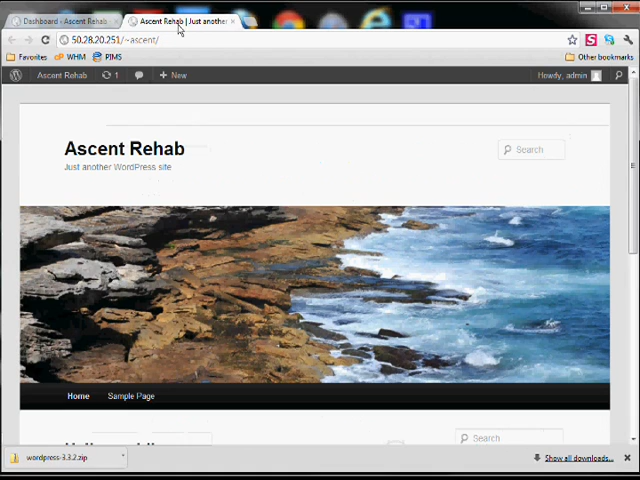 Dashboard ‹ Ascent Rehab
Ascent Rehab | Just another
50.28.20.251/~ascent/
Favorites WHM PIMS Other bookmarks
Ascent Rehab 1 + New Howdy, admin
Ascent Rehab
Just another WordPress site
Search
Home Sample Page
Search
wordpress-3.3.2.zip
Show all downloads...